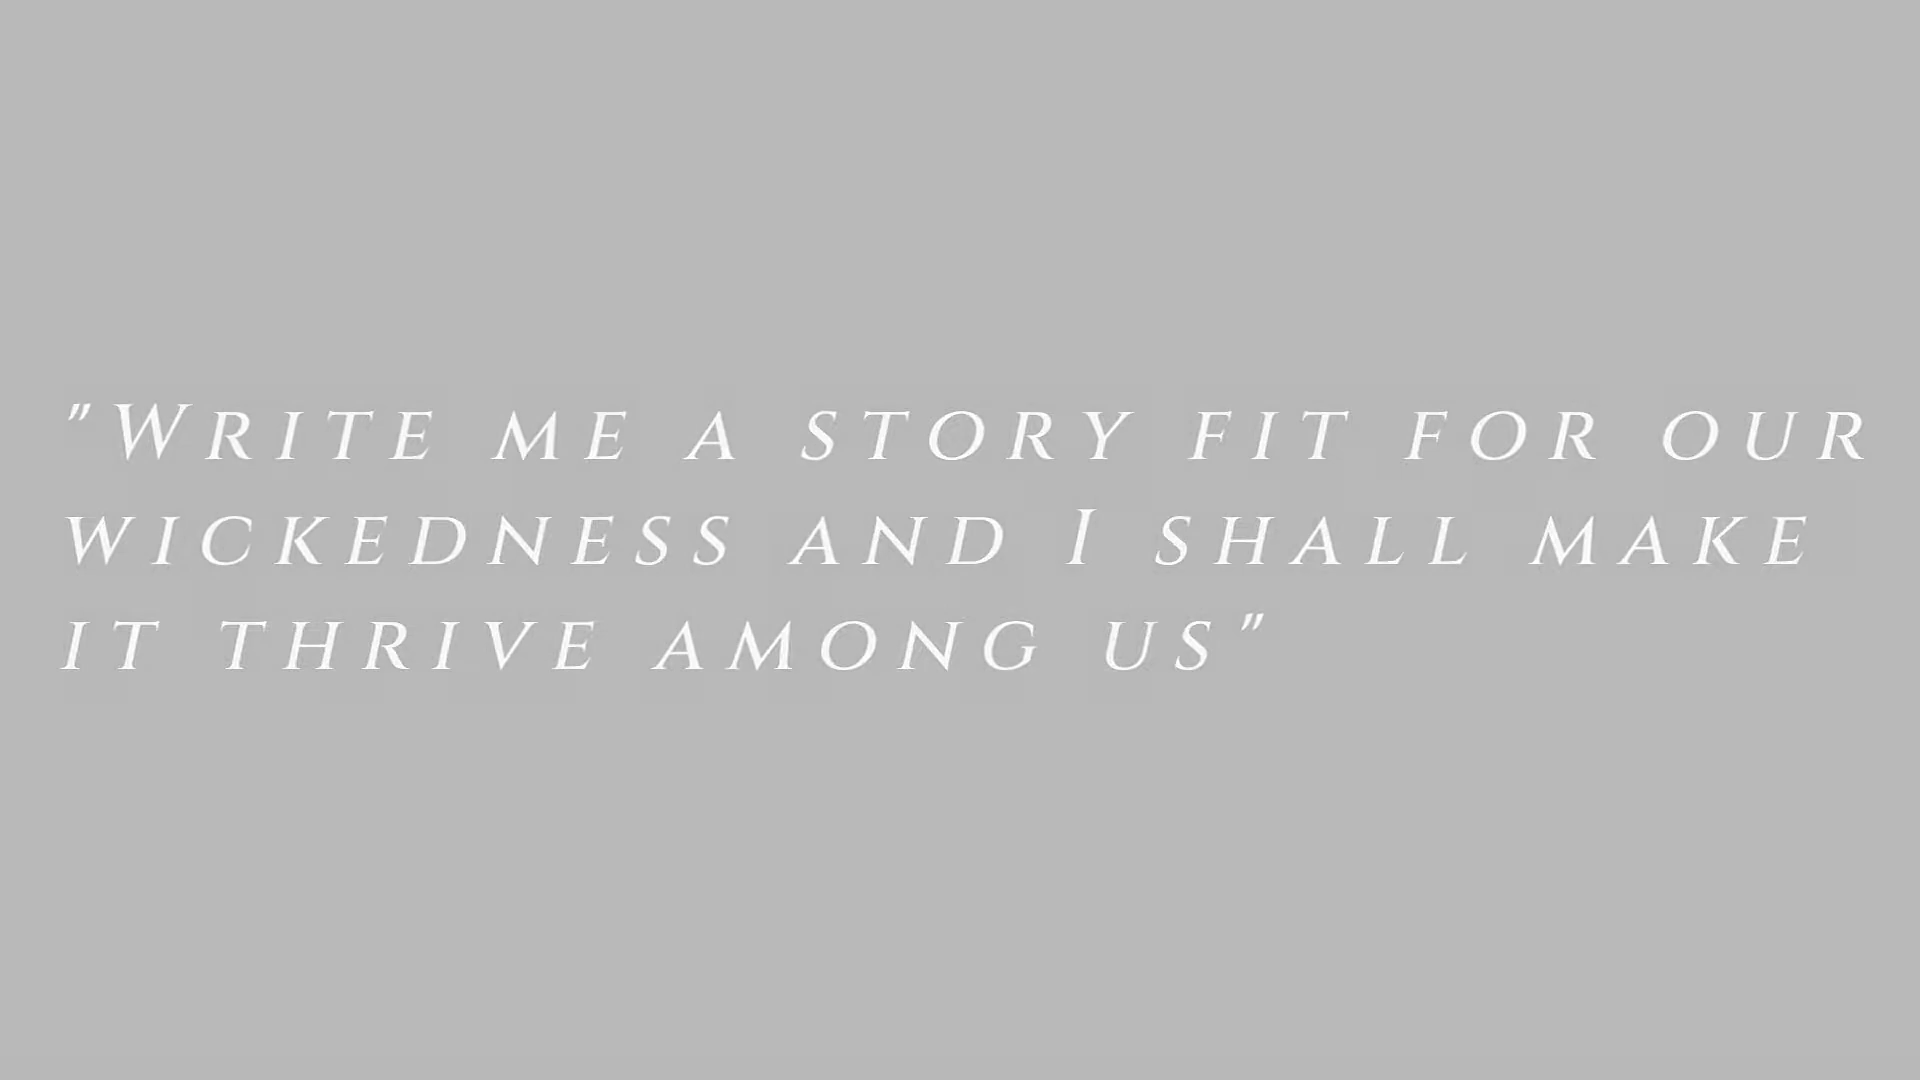 "Write me a story fit for our
wickedness and I shall make
it thrive among us"